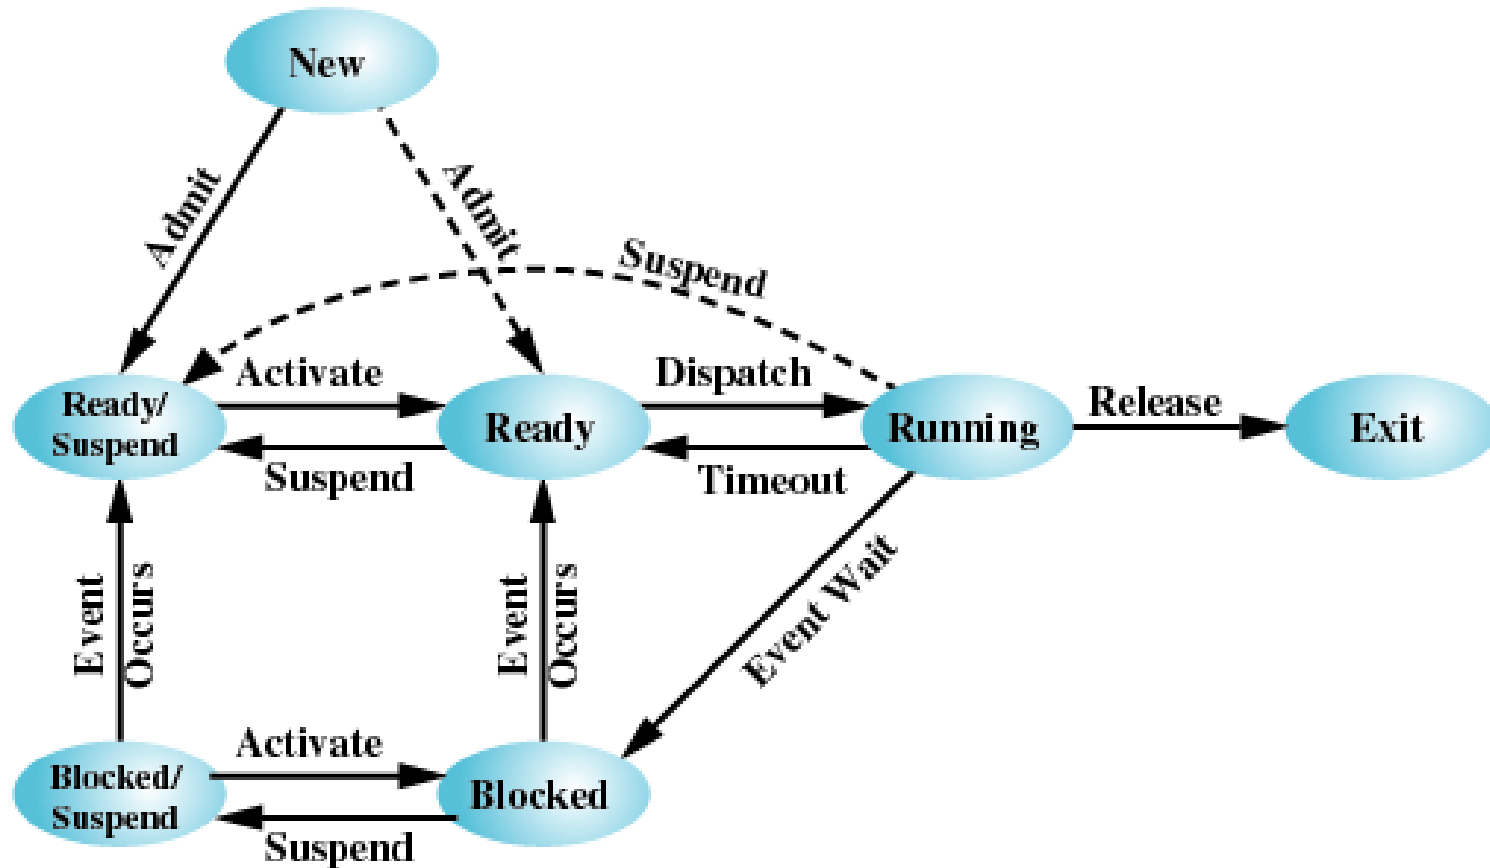 New
Admit
Admit
Suspend
Activate
Dispatch
Ready/
Suspend
Ready
Running
Release
Exit
Suspend
Timeout
Event
Occurs
Event
Occurs
Event Wait
Activate
Blocked/
Suspend
Blocked
Suspend